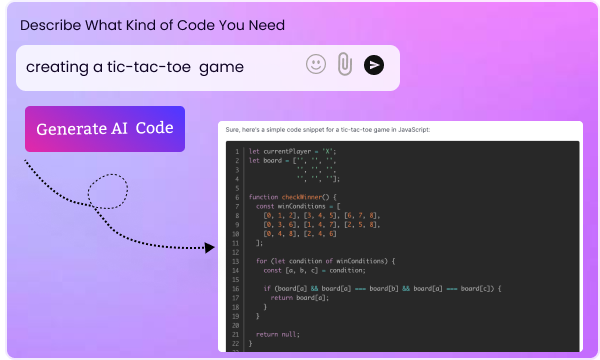 Describe What Kind of Code You Need
creating a tic-tac-toe game
Generate AI Code
Sure, here's a simple code snippet for a tic-tac-toe game in JavaScript:
1 let currentPlayer = 'X';
2 let board = ['', '', '',
3 '', '', '',
4 '', '', ''];
5
6 function checkWinner() {
7 const winConditions = [
8 [0, 1, 2], [3, 4, 5], [6, 7, 8],
9 [0, 3, 6], [1, 4, 7], [2, 5, 8],
10 [0, 4, 8], [2, 4, 6]
11 ];
12
13 for (let condition of winConditions) {
14 const [a, b, c] = condition;
15
16 if (board[a] && board[a] === board[b] && board[a] === board[c]) {
17 return board[a];
18 }
19 }
20
21 return null;
22 }